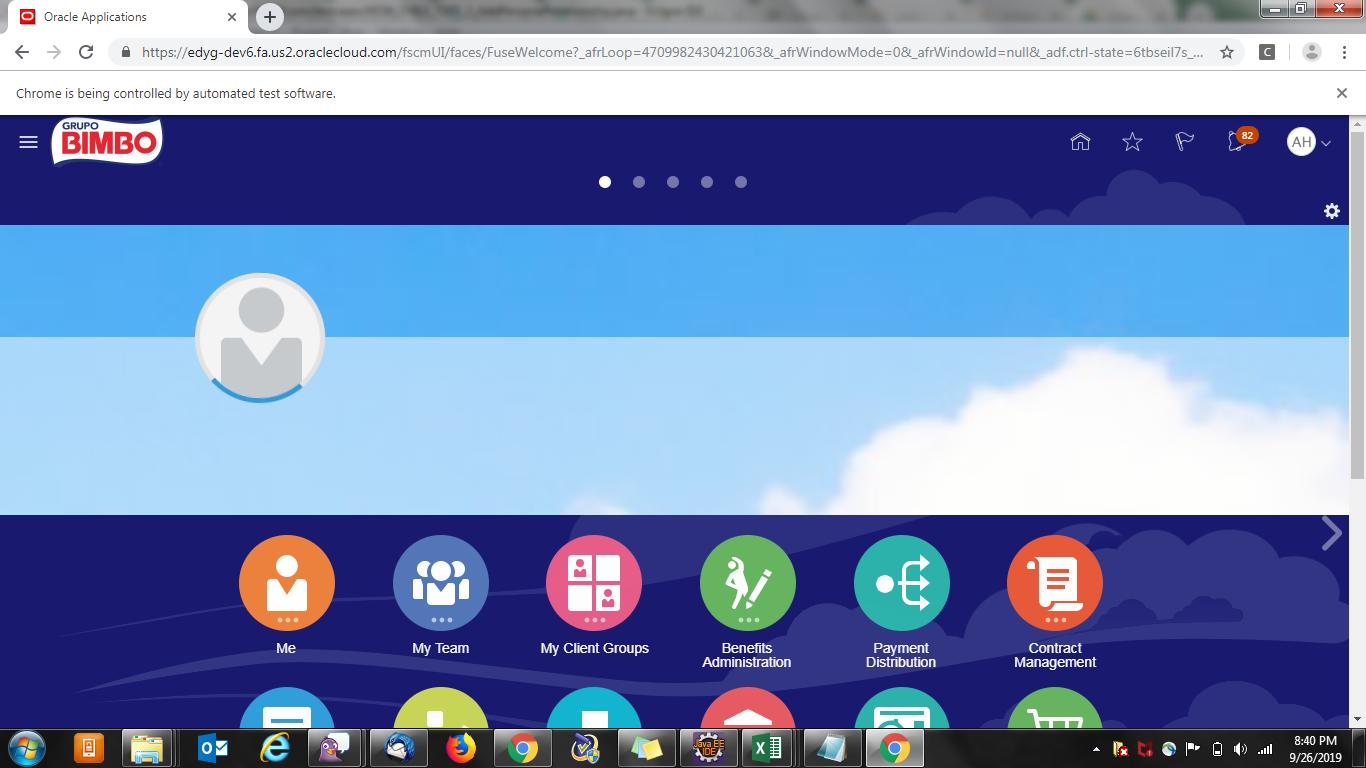 Oracle Applications
https://edyg-dev6.fa.us2.oraclecloud.com/fscmUI/faces/FuseWelcome?_afrLoop=4709982430421063&_afrWindowMode=0&_afrWindowId=null&_adf.ctrl-state=6tbseil7s_...
C
Chrome is being controlled by automated test software.
GRUPO
BIMBO
82
AH
Me
My Team
My Client Groups
Benefits
Administration
Payment
Distribution
Contract
Management
Java EE
IDE
8:40 PM
9/26/2019